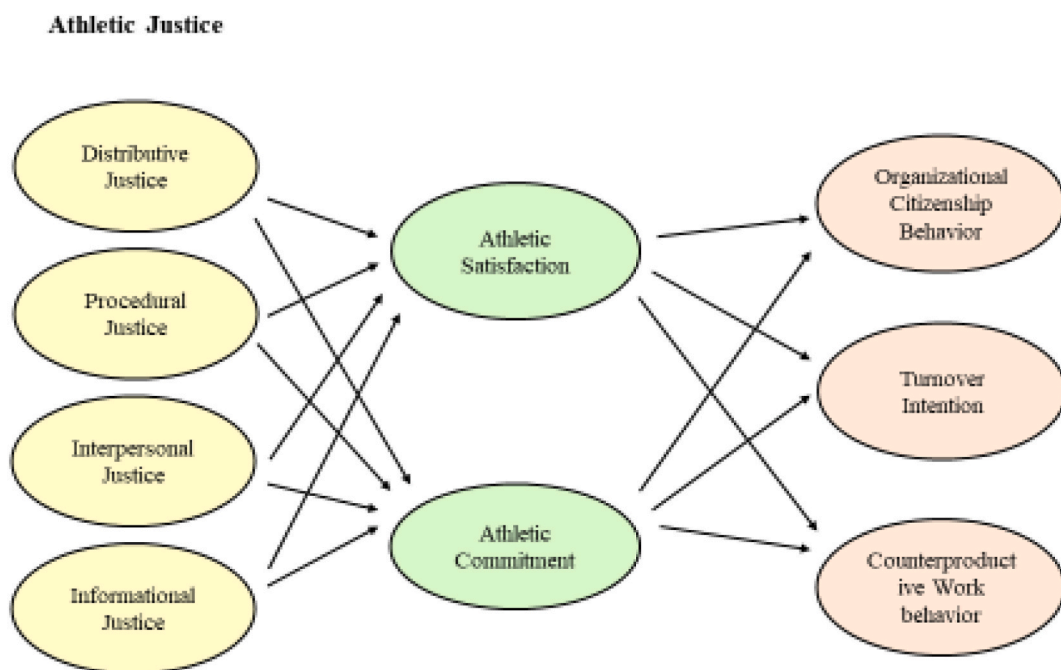 Athletic Justice
Distributive
Justice
Procedural
Justice
Interpersonal
Justice
Informational
Justice
Athletic
Satisfaction
Athletic
Commitment
Organizational
Citizenship
Behavior
Turnover
Intention
Counterproduct
ive Work
behavior